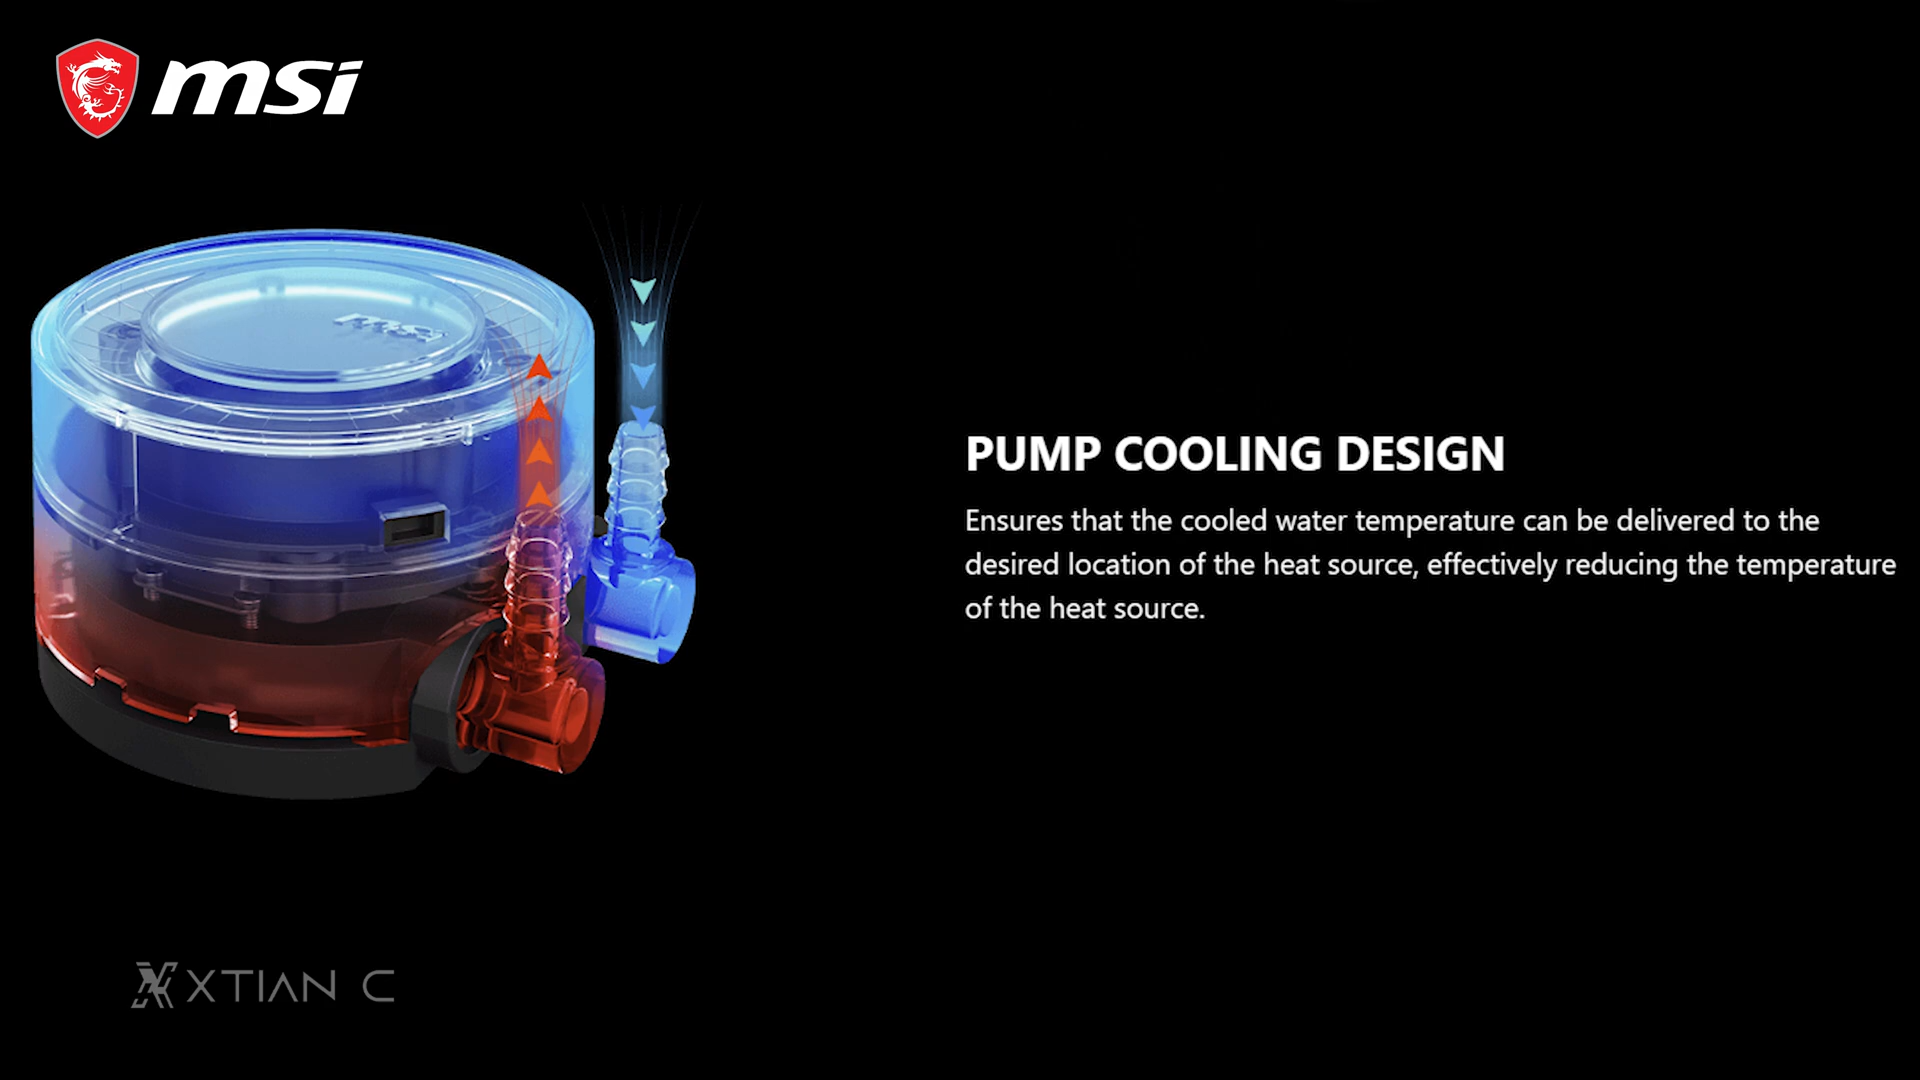 msi
msi
PUMP COOLING DESIGN
Ensures that the cooled water temperature can be delivered to the
desired location of the heat source, effectively reducing the temperature
of the heat source.
XTIAN C